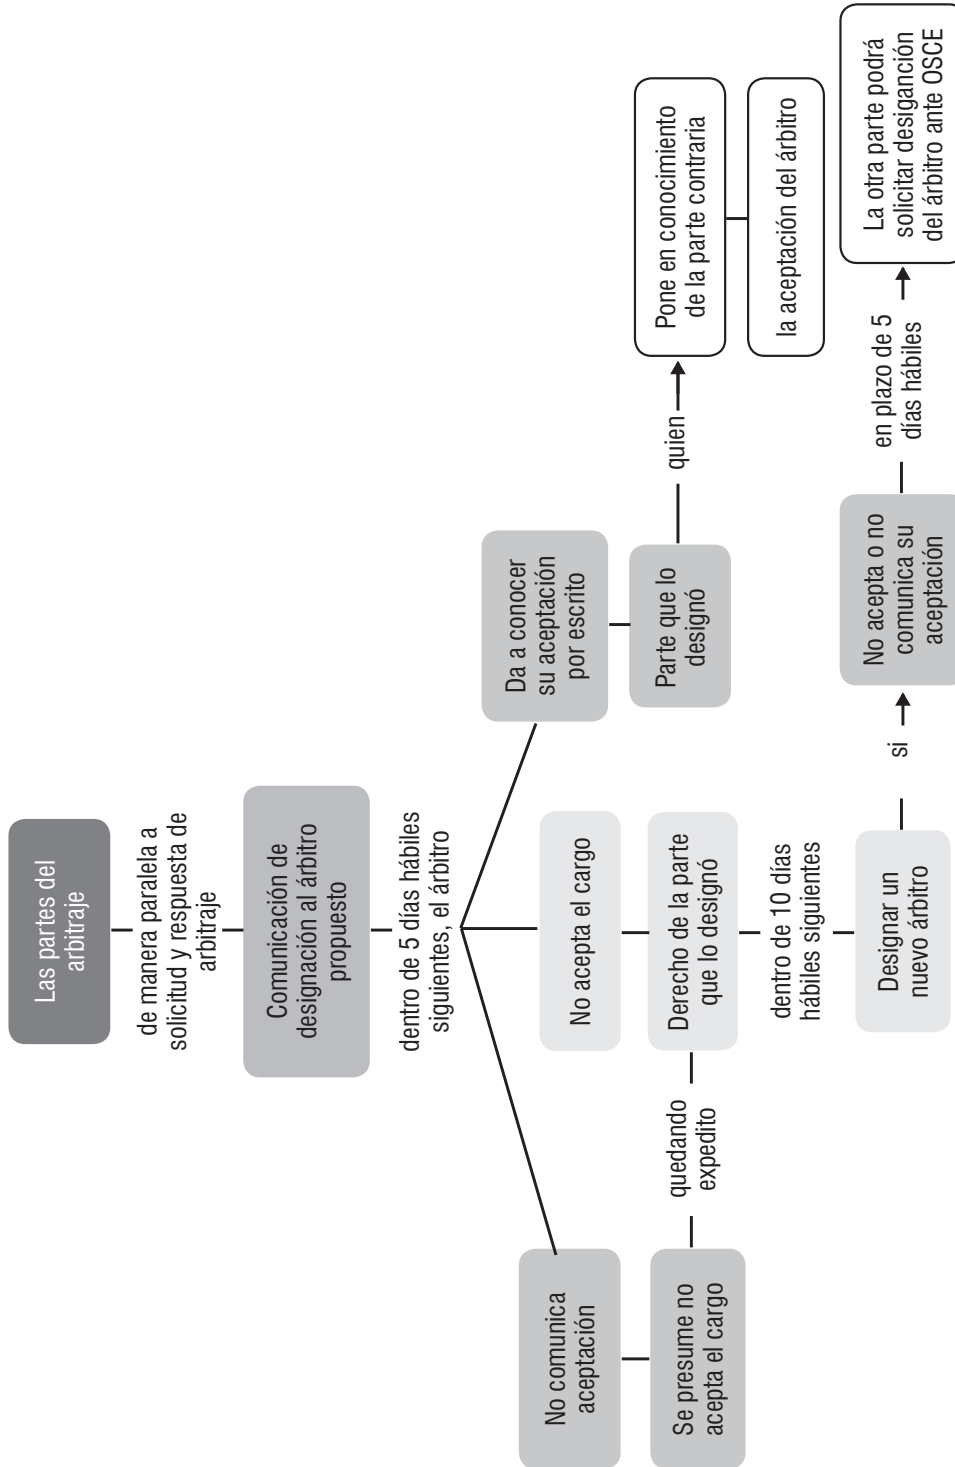 Las partes del
arbitraje
de manera paralela a
solicitud y respuesta de
arbitraje
Comunicación de
designación al árbitro
propuesto
dentro de 5 días hábiles
siguientes, el árbitro
No comunica
aceptación
Se presume no
acepta el cargo
quedando
expedito
No acepta el cargo
Derecho de la parte
que lo designó
dentro de 10 días
hábiles siguientes
Designar un
nuevo árbitro
si
No acepta o no
comunica su
aceptación
en plazo de 5
días hábiles
La otra parte podrá
solicitar desiganción
del árbitro ante OSCE
Da a conocer
su aceptación
por escrito
Parte que lo
designó
quien
Pone en conocimiento
de la parte contraria
la aceptación del árbitro